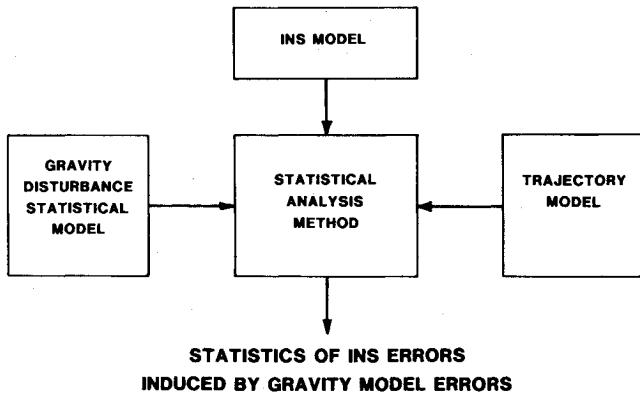 INS MODEL
GRAVITY
DISTURBANCE
STATISTICAL
MODEL
STATISTICAL
ANALYSIS
METHOD
TRAJECTORY
MODEL
STATISTICS OF INS ERRORS
INDUCED BY GRAVITY MODEL ERRORS